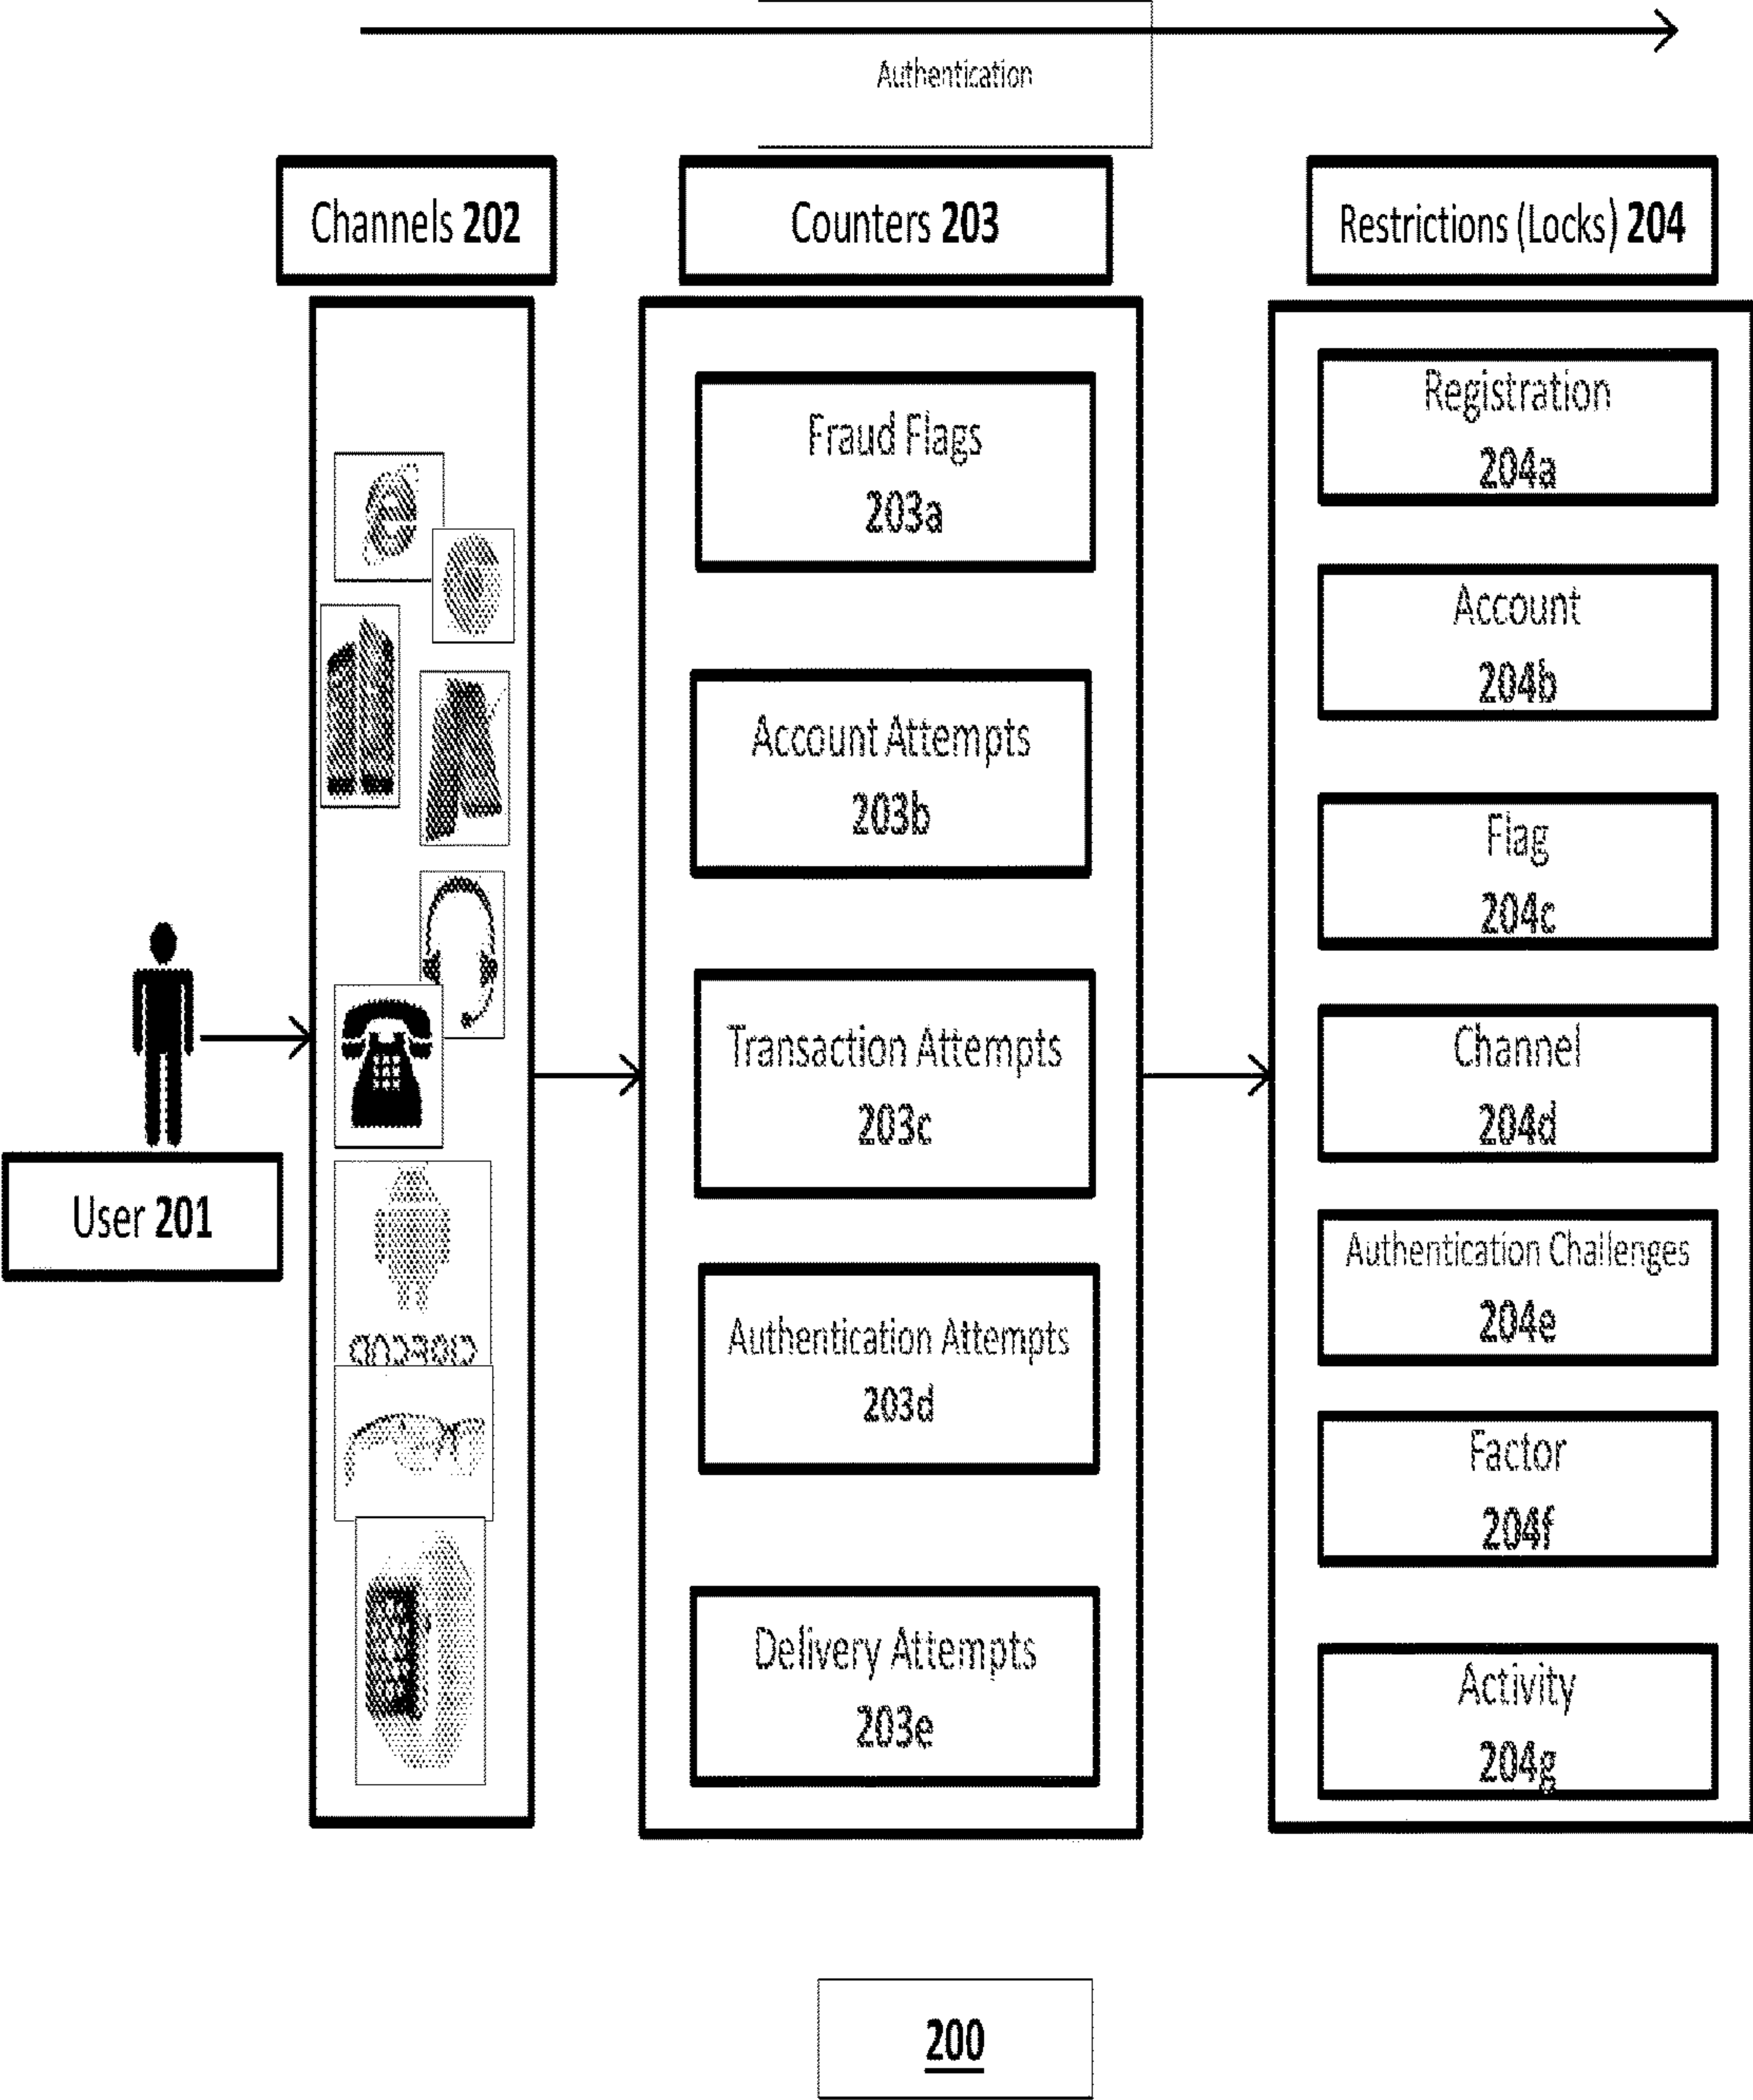 Authentication
Channels 202
Counters 203
Restrictions (Locks) 204
Fraud Flags
203a
Account Attempts
203b
Transaction Attempts
203c
Authentication Attempts
203d
Delivery Attempts
203e
Registration
204a
Account
204b
Flag
204c
Channel
204d
Authentication Challenges
204e
Factor
204f
Activity
204g
User 201
ANDROID
200